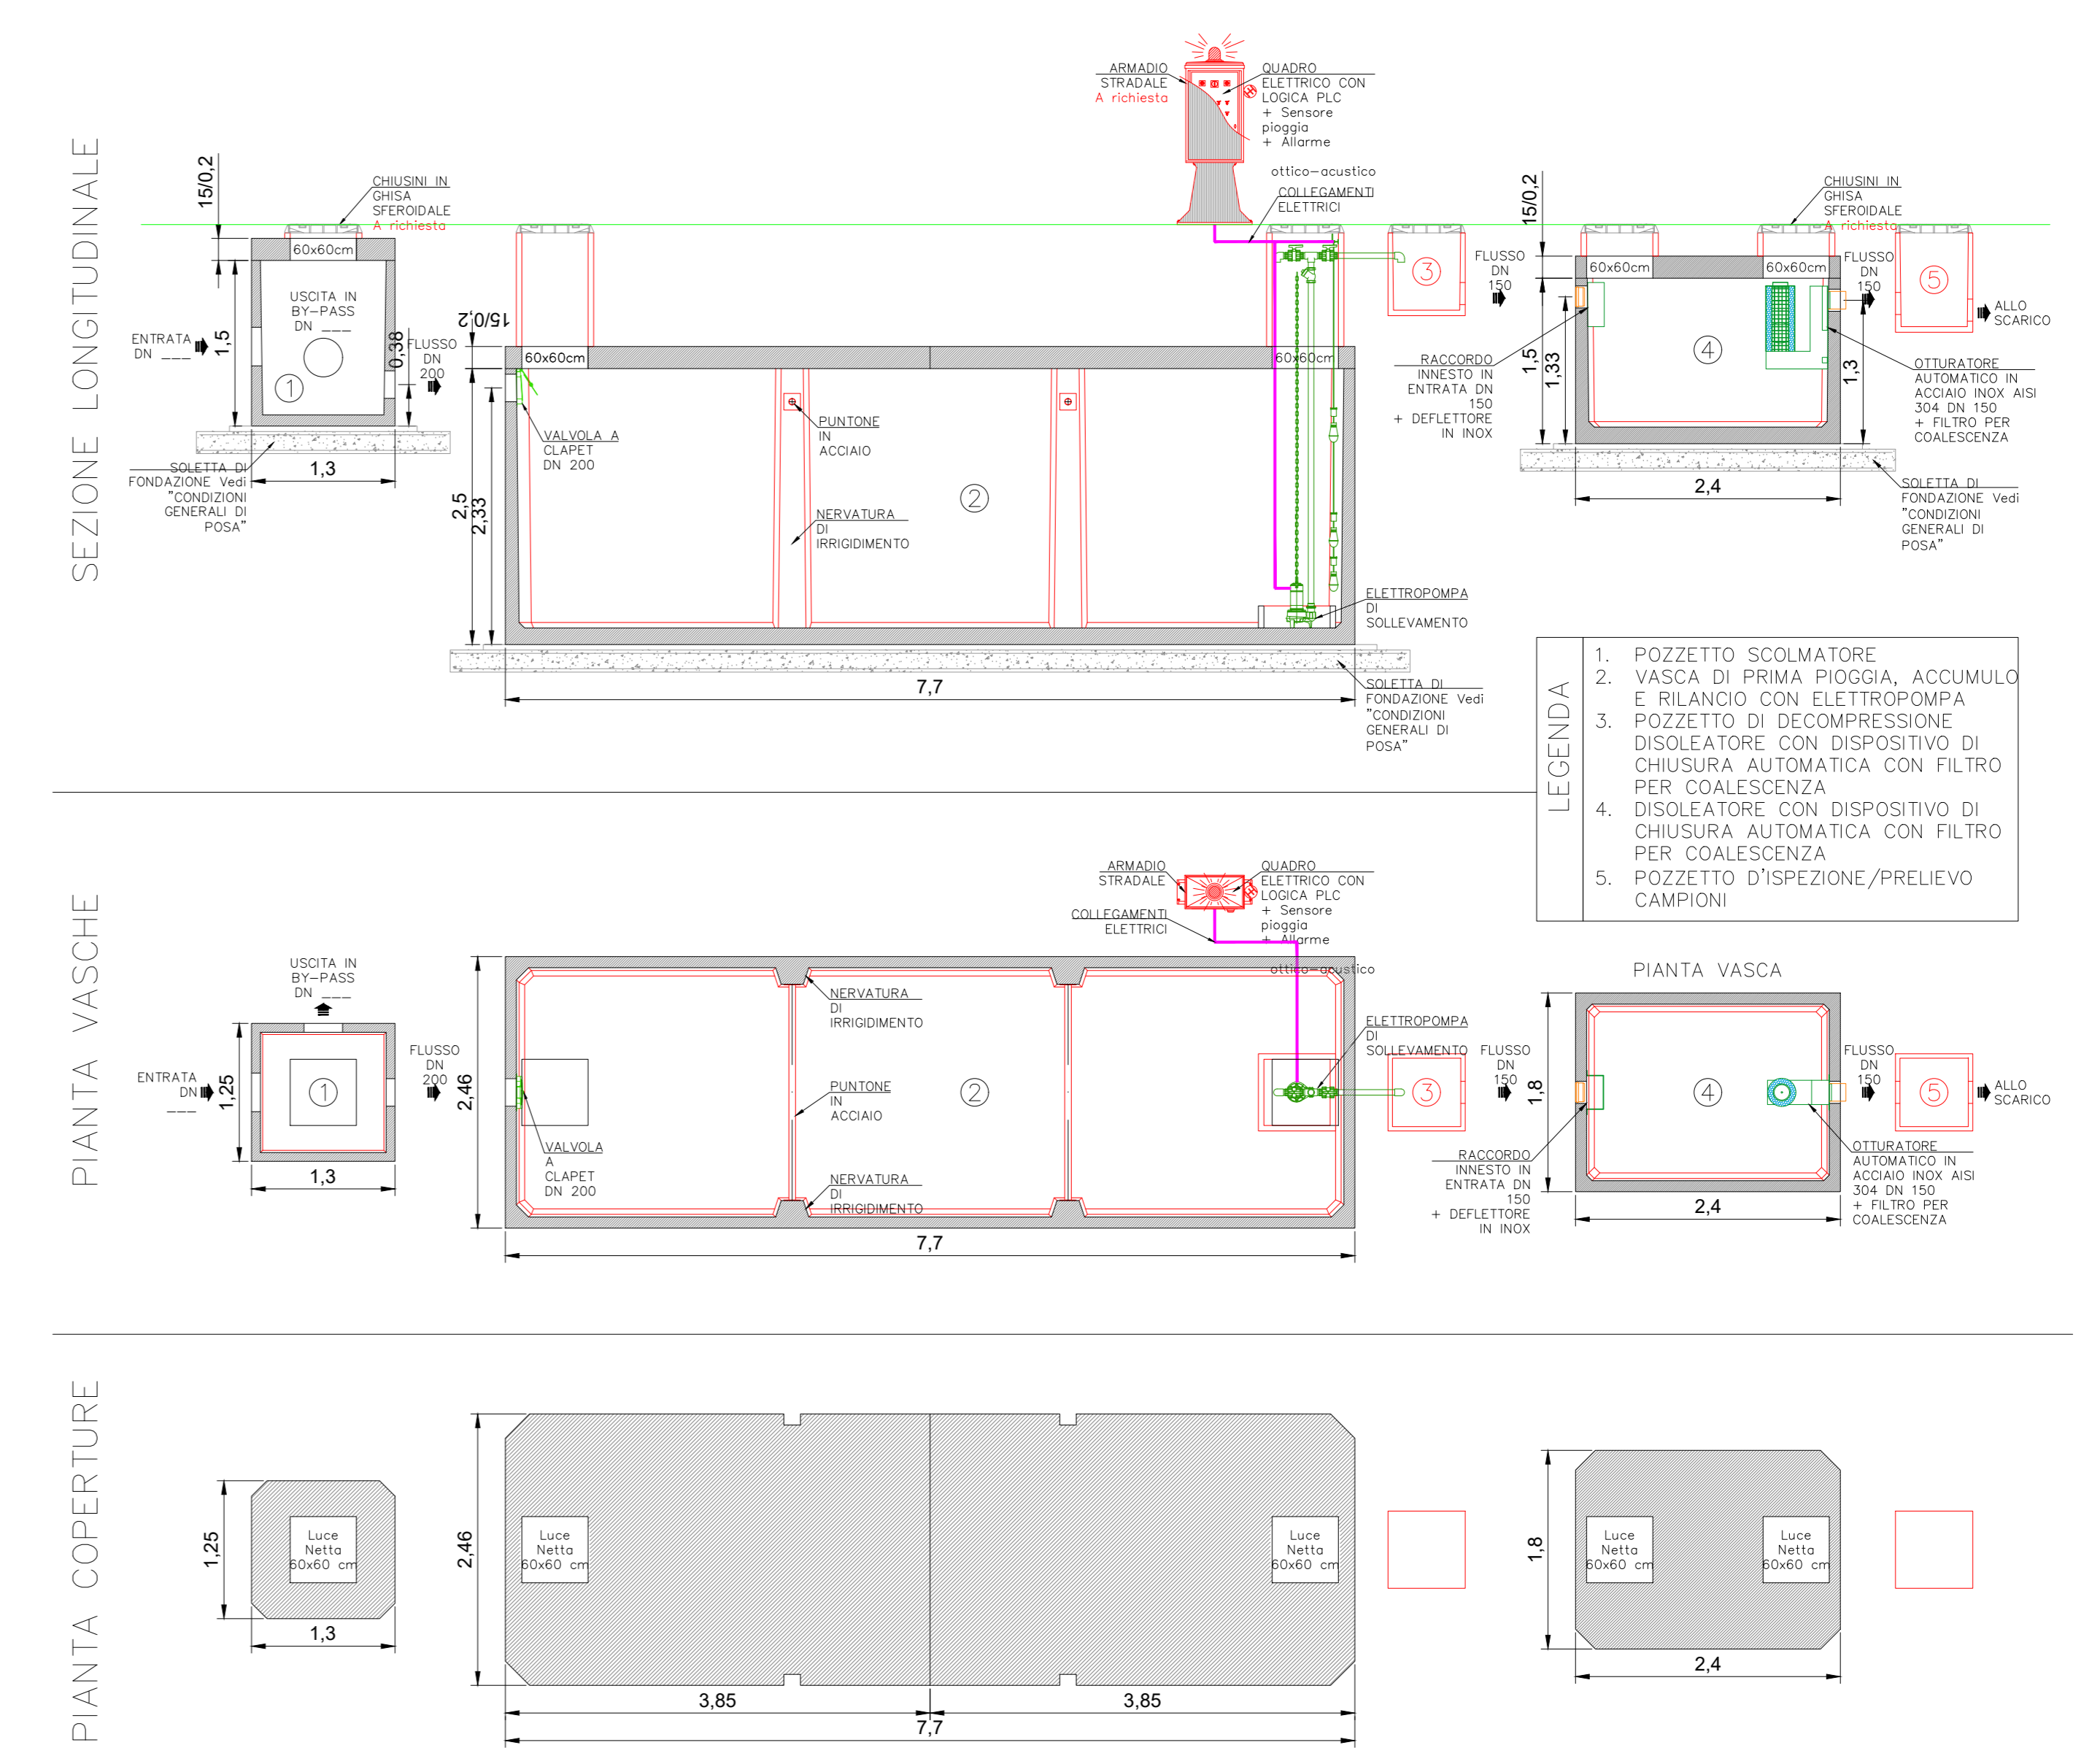 SEZIONE LONGITUDINALE
15/0,2
CHIUSINI IN
GHISA
SFEROIDALE
A richiesta
60x60cm
USCITA IN
BY-PASS
DN ___
ENTRATA
DN ___
1,5
0,38
FLUSSO
DN
200
1
SOLETTA DI
FONDAZIONE Vedi
"CONDIZIONI
GENERALI DI
POSA"
1,3
ARMADIO
STRADALE
A richiesta
QUADRO
ELETTRICO CON
LOGICA PLC
+ Sensore
pioggia
+ Allarme
ottico-acustico
COLLEGAMENTI
ELETTRICI
15/0,2
60x60cm
60x60cm
VALVOLA A
CLAPET
DN 200
PUNTONE
IN
ACCIAIO
2,5
2,33
2
NERVATURA
DI
IRRIGIDIMENTO
ELETTROPOMPA
DI
SOLLEVAMENTO
7,7
SOLETTA DI
FONDAZIONE Vedi
"CONDIZIONI
GENERALI DI
POSA"
3
FLUSSO
DN
150
15/0,2
CHIUSINI IN
GHISA
SFEROIDALE
A richiesta
60x60cm
60x60cm
FLUSSO
DN
150
5
ALLO
SCARICO
4
1,5
1,33
1,3
RACCORDO
INNESTO IN
ENTRATA DN
150
+ DEFLETTORE
IN INOX
OTTURATORE
AUTOMATICO IN
ACCIAIO INOX AISI
304 DN 150
+ FILTRO PER
COALESCENZA
2,4
SOLETTA DI
FONDAZIONE Vedi
"CONDIZIONI
GENERALI DI
POSA"
LEGENDA
1. POZZETTO SCOLMATORE
2. VASCA DI PRIMA PIOGGIA, ACCUMULO
E RILANCIO CON ELETTROPOMPA
3. POZZETTO DI DECOMPRESSIONE
DISOLEATORE CON DISPOSITIVO DI
CHIUSURA AUTOMATICA CON FILTRO
PER COALESCENZA
4. DISOLEATORE CON DISPOSITIVO DI
CHIUSURA AUTOMATICA CON FILTRO
PER COALESCENZA
5. POZZETTO D'ISPEZIONE/PRELIEVO
CAMPIONI
PIANTA VASCHE
USCITA IN
BY-PASS
DN ___
ENTRATA
DN
___
1,25
1
FLUSSO
DN
200
1,3
ARMADIO
STRADALE
QUADRO
ELETTRICO CON
LOGICA PLC
+ Sensore
pioggia
+ Allarme
ottico-acustico
COLLEGAMENTI
ELETTRICI
2,46
NERVATURA
DI
IRRIGIDIMENTO
PUNTONE
IN
ACCIAIO
2
VALVOLA
A
CLAPET
DN 200
NERVATURA
DI
IRRIGIDIMENTO
ELETTROPOMPA
DI
SOLLEVAMENTO
3
7,7
FLUSSO
DN
150
PIANTA VASCA
1,8
4
FLUSSO
DN
150
5
ALLO
SCARICO
RACCORDO
INNESTO IN
ENTRATA DN
150
+ DEFLETTORE
IN INOX
OTTURATORE
AUTOMATICO IN
ACCIAIO INOX AISI
304 DN 150
+ FILTRO PER
COALESCENZA
2,4
PIANTA COPERTURE
1,25
Luce
Netta
60x60 cm
1,3
2,46
Luce
Netta
60x60 cm
Luce
Netta
60x60 cm
3,85
3,85
7,7
1,8
Luce
Netta
60x60 cm
Luce
Netta
60x60 cm
2,4